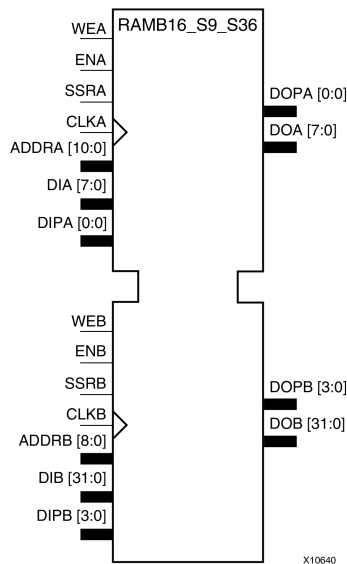 RAMB16_S9_S36
WEA
ENA
SSRA
CLKA
ADDRA [10:0]
DIA [7:0]
DIPA [0:0]
DOPA [0:0]
DOA [7:0]
WEB
ENB
SSRB
CLKB
ADDRB [8:0]
DIB [31:0]
DIPB [3:0]
DOPB [3:0]
DOB [31:0]
X10640